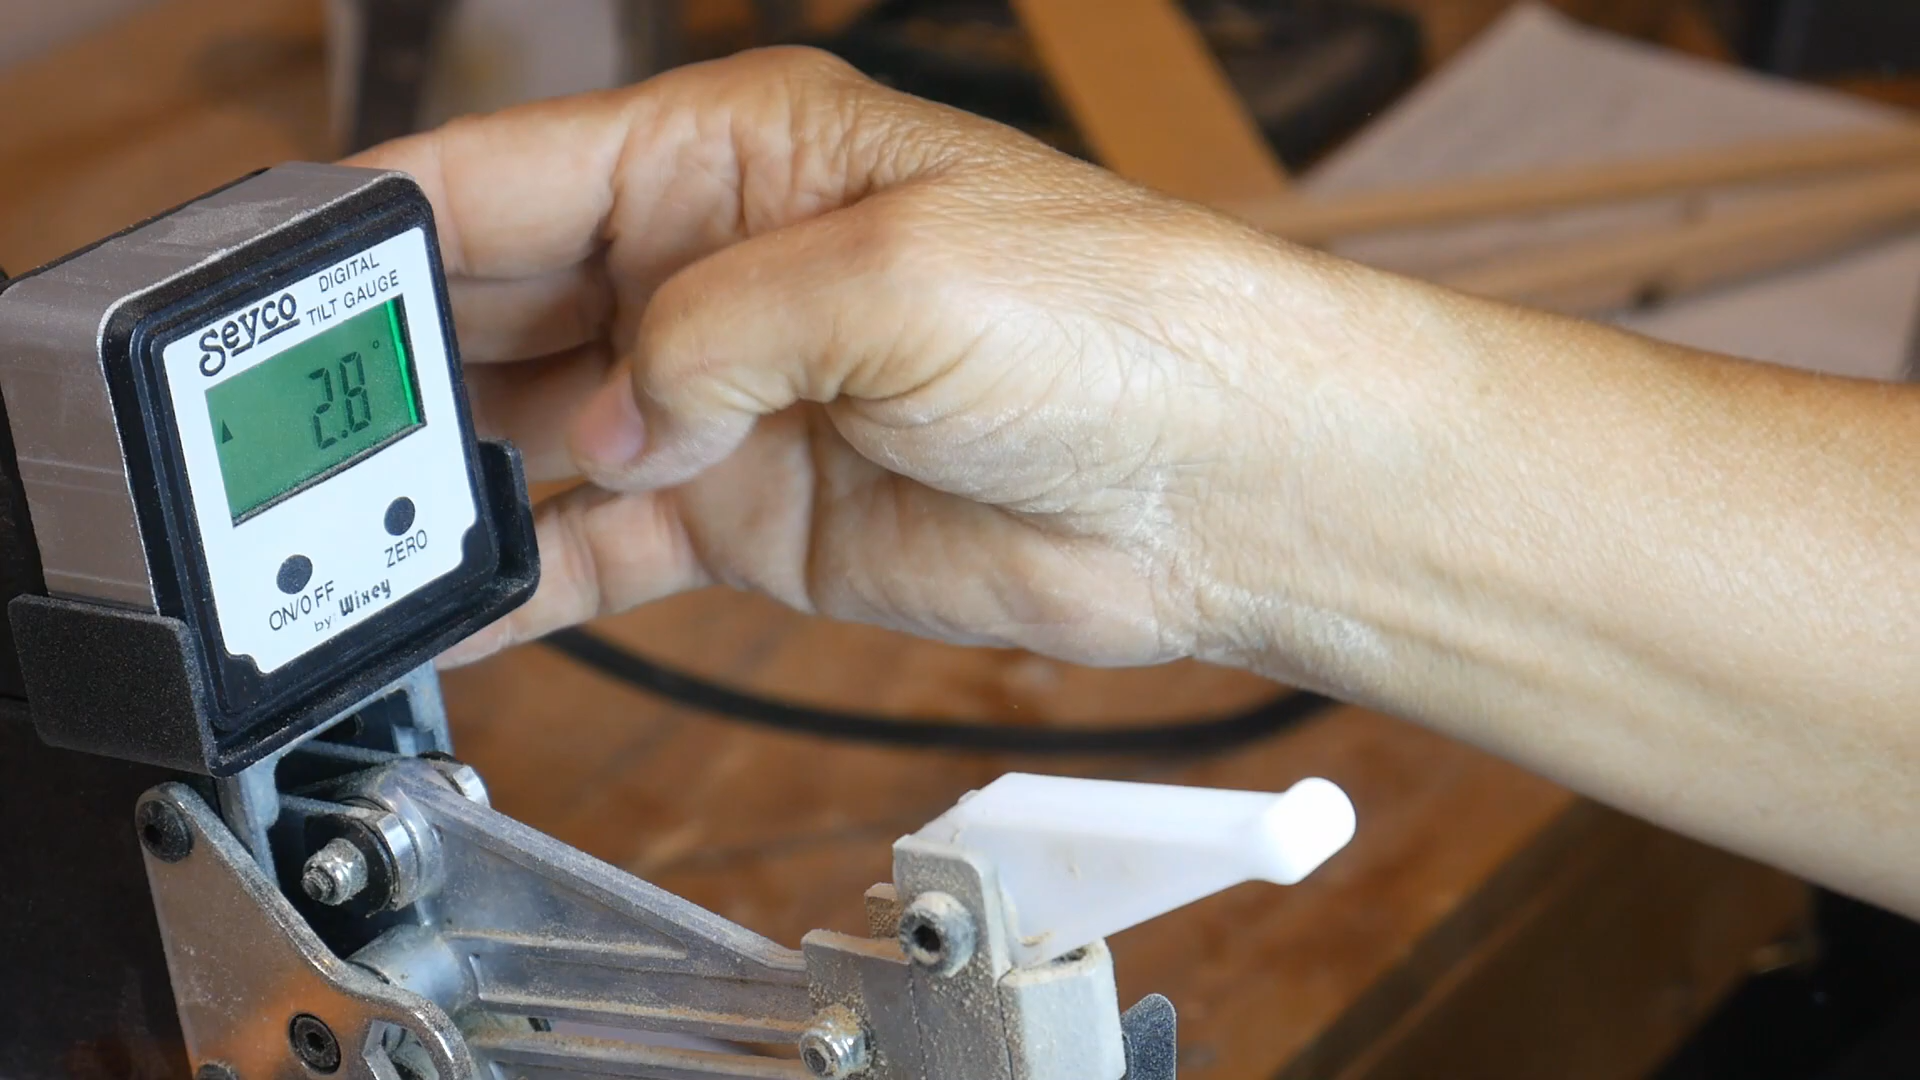 Seyco DIGITAL
TILT GAUGE
2.8°
ZERO
ON/OFF
by: Wixey